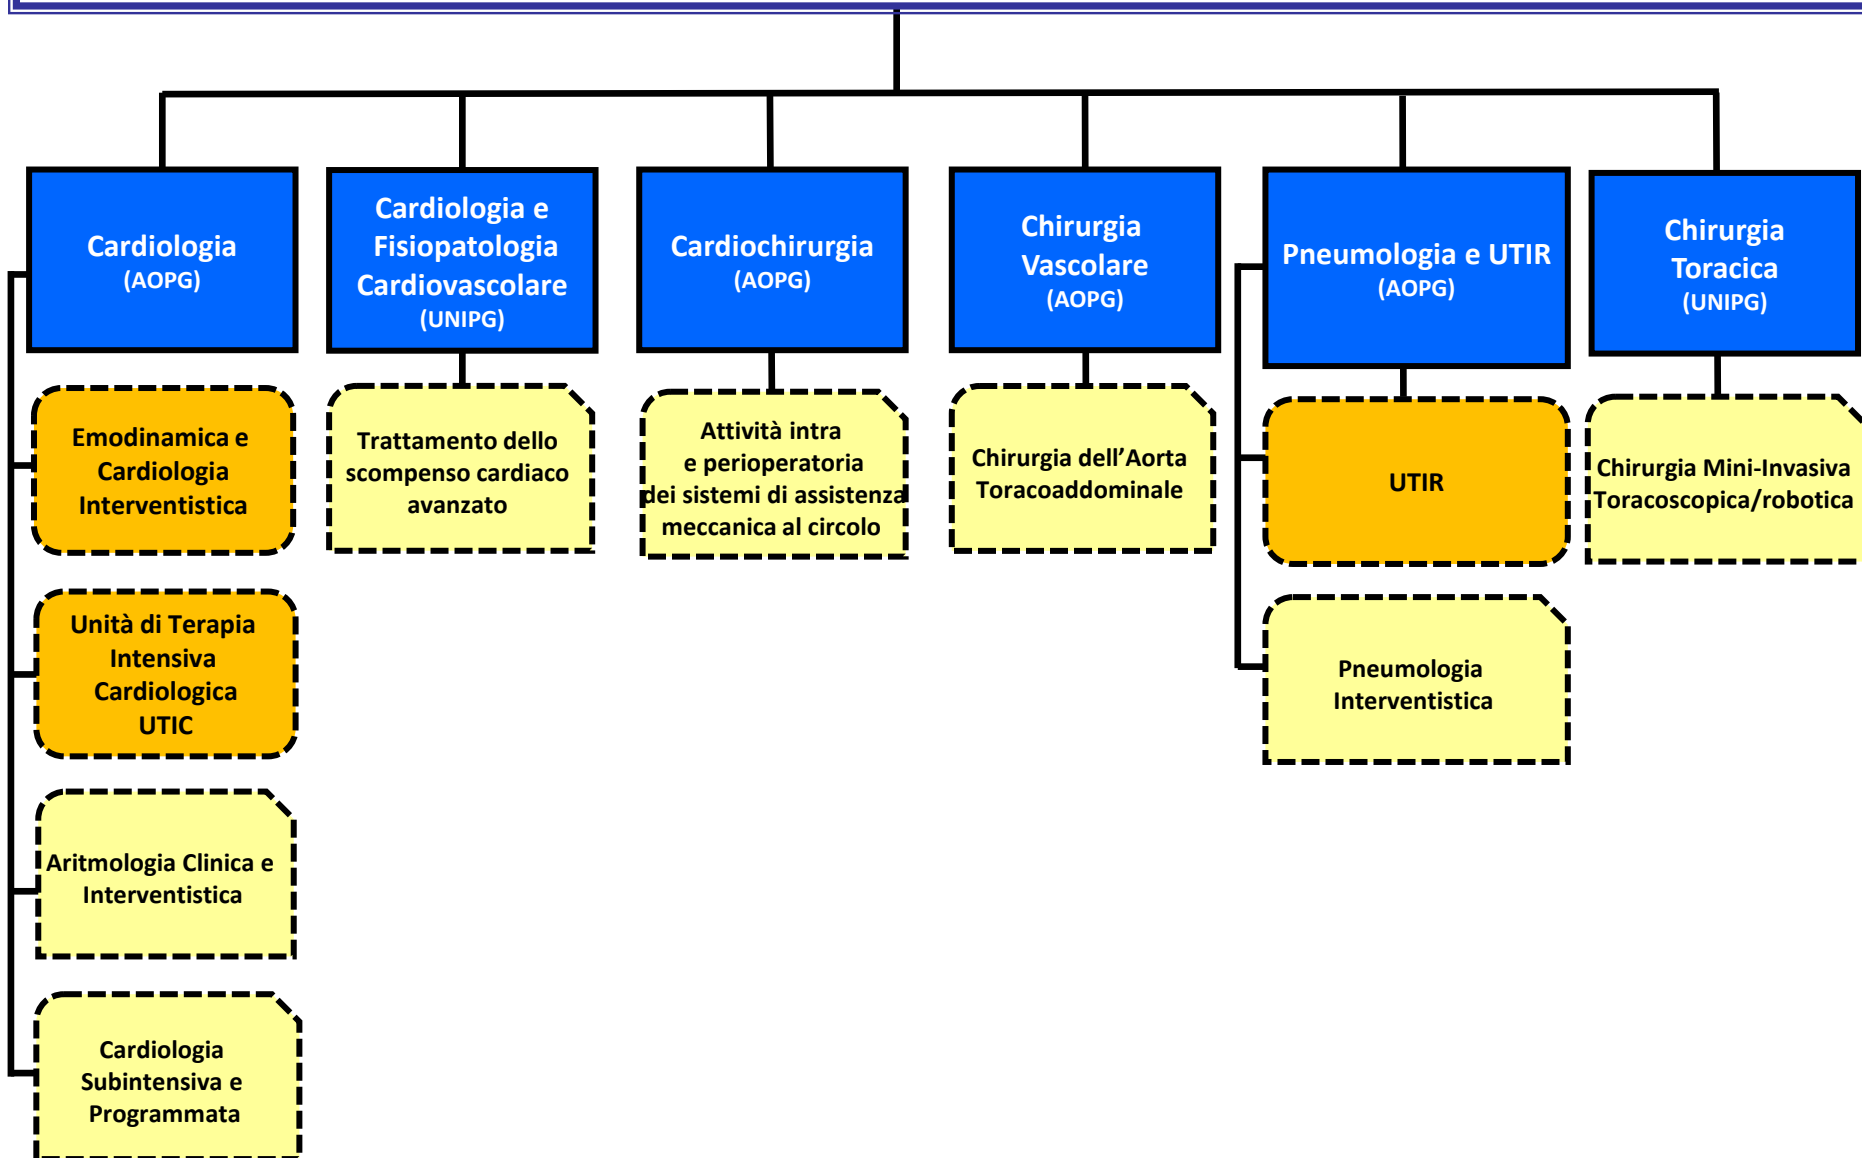 Cardiologia
(AOPG)
Cardiologia e
Fisiopatologia
Cardiovascolare
(UNIPG)
Cardiochirurgia
(AOPG)
Chirurgia
Vascolare
(AOPG)
Pneumologia e UTIR
(AOPG)
Chirurgia
Toracica
(UNIPG)
Emodinamica e
Cardiologia
Interventistica
Trattamento dello
scompenso cardiaco
avanzato
Attività intra
e perioperatoria
dei sistemi di assistenza
meccanica al circolo
Chirurgia dell’Aorta
Toracoaddominale
UTIR
Chirurgia Mini-Invasiva
Toracoscopica/robotica
Unità di Terapia
Intensiva
Cardiologica
UTIC
Pneumologia
Interventistica
Aritmologia Clinica e
Interventistica
Cardiologia
Subintensiva e
Programmata